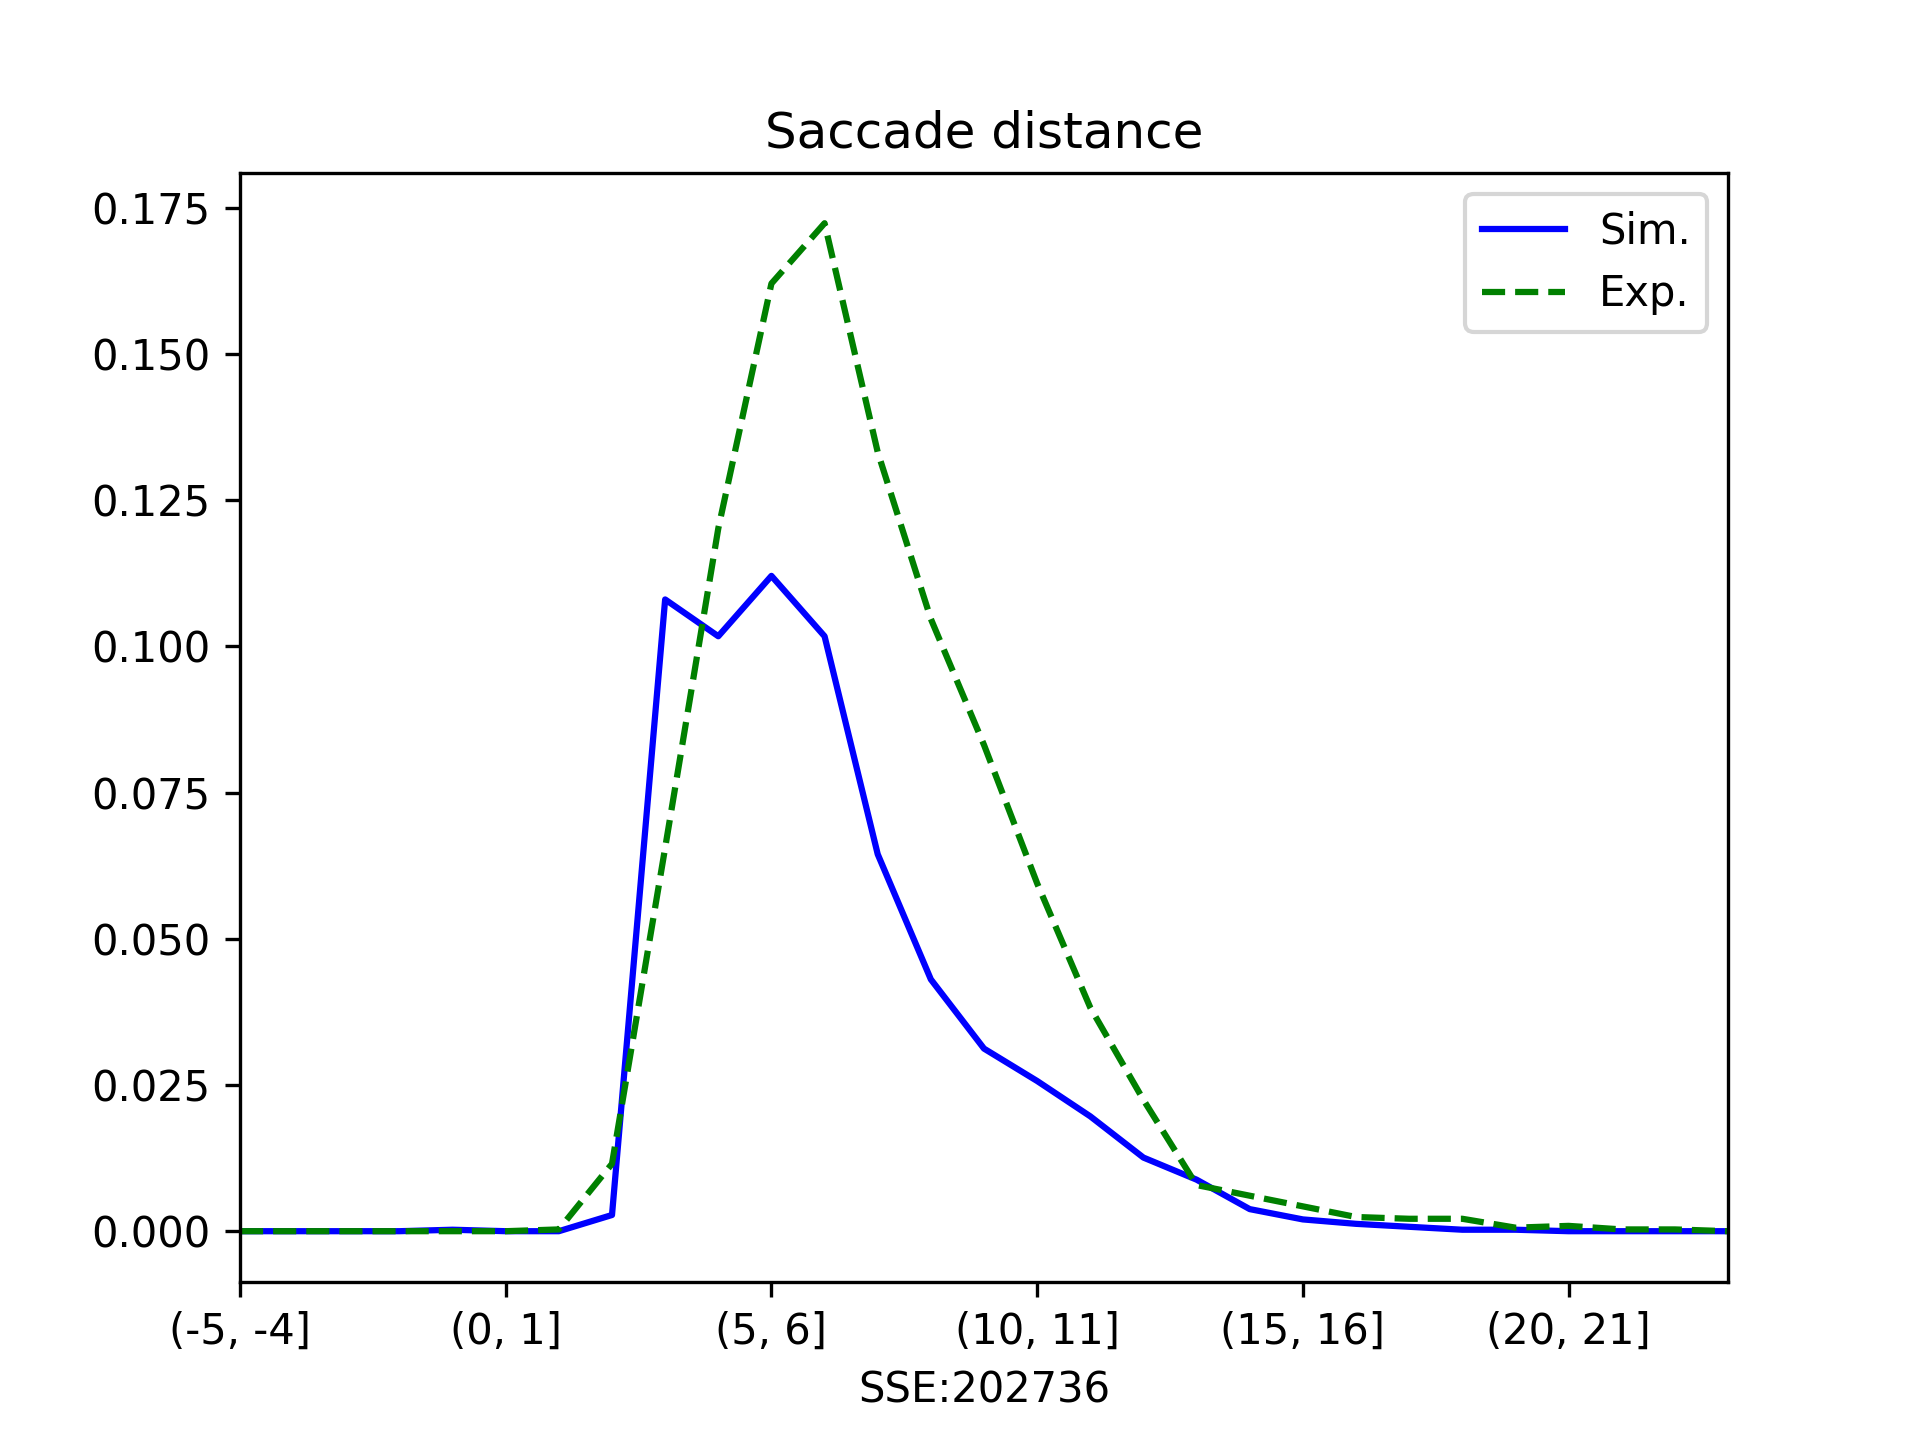 Saccade distance
0.175
0.150
0.125
0.100
0.075
0.050
0.025
0.000
Sim.
Exp.
(-5, -4] (0, 1] (5, 6] (10, 11] (15, 16] (20, 21]
SSE:202736